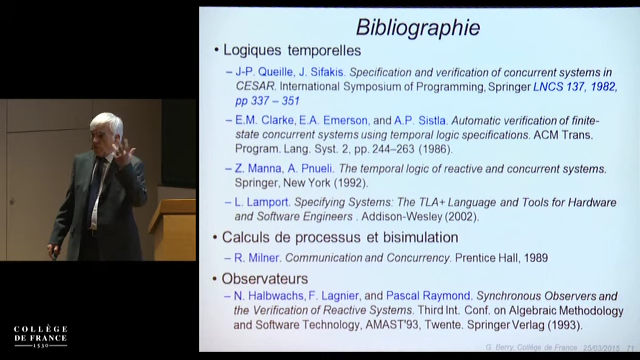 Bibliographie
• Logiques temporelles
– J-P. Queille, J. Sifakis. Specification and verification of concurrent systems in
CESAR. International Symposium of Programming, Springer LNCS 137, 1982,
pp 337 – 351
– E.M. Clarke, E.A. Emerson, and A.P. Sistla. Automatic verification of finite-
state concurrent systems using temporal logic specifications. ACM Trans.
Program. Lang. Syst. 2, pp. 244–263 (1986).
– Z. Manna, A. Pnueli. The temporal logic of reactive and concurrent systems.
Springer, New York (1992).
– L. Lamport. Specifying Systems: The TLA+ Language and Tools for Hardware
and Software Engineers . Addison-Wesley (2002).
• Calculs de processus et bisimulation
– R. Milner. Communication and Concurrency. Prentice Hall, 1989
• Observateurs
– N. Halbwachs, F. Lagnier, and Pascal Raymond. Synchronous Observers and
the Verification of Reactive Systems. Third Int. Conf. on Algebraic Methodology
and Software Technology, AMAST'93, Twente. Springer Verlag (1993).
G. Berry, Collège de France - 25/03/2015 - 71
COLLÈGE
DE FRANCE
1530